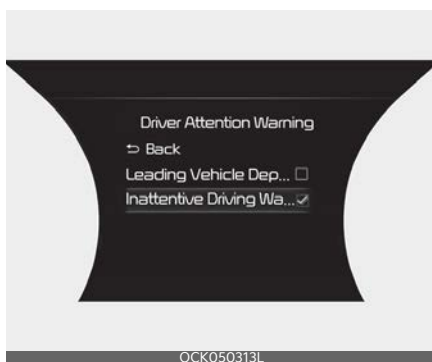 Driver Attention Warning
⮌ Back
Leading Vehicle Dep... ☐
Inattentive Driving Wa...☑
OCK050313L